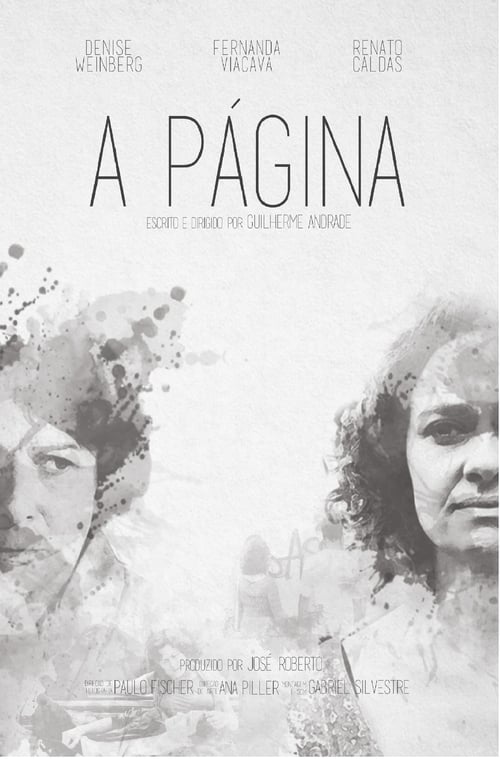 DENISE WEINBERG
FERNANDA VIACAVA
RENATO CALDAS
A PÁGINA
ESCRITO E DIRIGIDO POR GUILHERME ANDRADE
PRODUZIDO POR JOSÉ ROBERTO
PAULO FISCHER ANA PILLER GABRIEL SILVESTRE